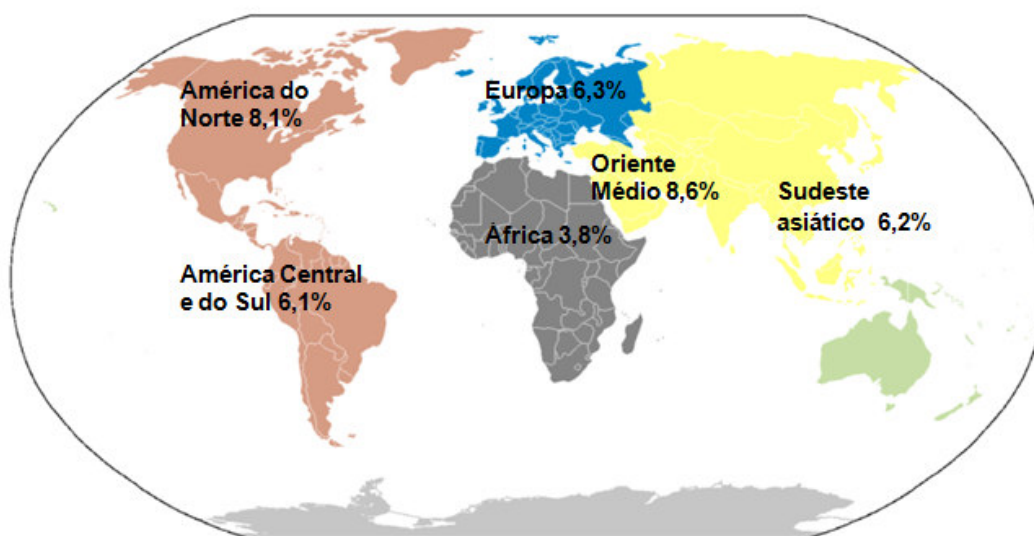 América do
Norte 8,1%
Europa 6,3%
Oriente
Médio 8,6%
Sudeste
asiático 6,2%
Àfrica 3,8%
América Central
e do Sul 6,1%